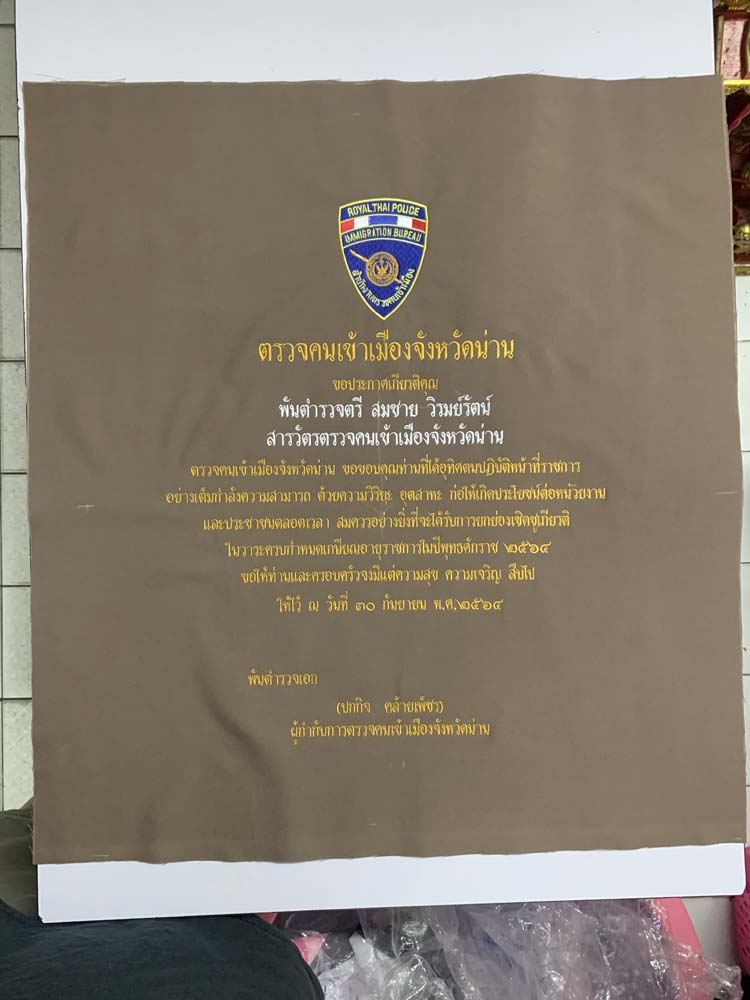 ROYAL THAI POLICE
IMMIGRATION BUREAU
สำนักงานตรวจคนเข้าเมือง
ตรวจคนเข้าเมืองจังหวัดน่าน
ขอประกาศเกียรติคุณ
พันตำรวจตรี สมชาย วิรมย์รัตน์
สารวัตรตรวจคนเข้าเมืองจังหวัดน่าน
ตรวจคนเข้าเมืองจังหวัดน่าน ขอขอบคุณท่านที่ได้อุทิศตนปฏิบัติหน้าที่ราชการ
อย่างเต็มกำลังความสามารถ ด้วยความวิริยะ อุตสาหะ ก่อให้เกิดประโยชน์ต่อหน่วยงาน
และประชาชนตลอดเวลา สมควรอย่างยิ่งที่จะได้รับการยกย่องเชิดชูเกียรติ
ในวาระครบกำหนดเกษียณอายุราชการในปีพุทธศักราช ๒๕๖๔
ขอให้ท่านและครอบครัวจงมีแต่ความสุข ความเจริญ สืบไป
ให้ไว้ ณ วันที่ ๓๐ กันยายน พ.ศ.๒๕๖๔
พันตำรวจเอก
(ปกกิจ คล้ายเพ็ชร)
ผู้กำกับการตรวจคนเข้าเมืองจังหวัดน่าน